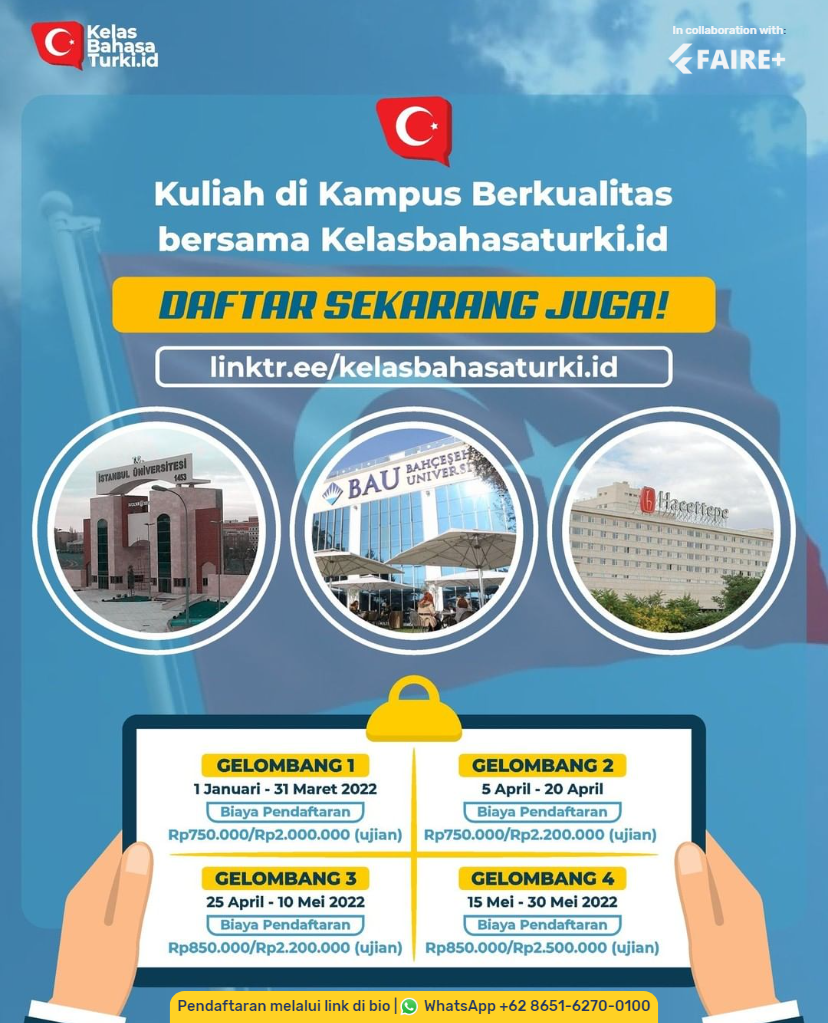 Kelas
Bahasa
Turki.id
In collaboration with:
FAIRE+
Kuliah di Kampus Berkualitas
bersama Kelasbahasaturki.id
DAFTAR SEKARANG JUGA!
linktr.ee/kelasbahasaturki.id
İSTANBUL ÜNİVERSİTESİ
1453
BAU BAHÇEŞEH
UNIVERSI
h Hacettepe
GELOMBANG 1
1 Januari - 31 Maret 2022
Biaya Pendaftaran
Rp750.000/Rp2.000.000 (ujian)
GELOMBANG 2
5 April - 20 April
Biaya Pendaftaran
Rp750.000/Rp2.200.000 (ujian)
GELOMBANG 3
25 April - 10 Mei 2022
Biaya Pendaftaran
Rp850.000/Rp2.200.000 (ujian)
GELOMBANG 4
15 Mei - 30 Mei 2022
Biaya Pendaftaran
Rp850.000/Rp2.500.000 (ujian)
Pendaftaran melalui link di bio | WhatsApp +62 8651-6270-0100